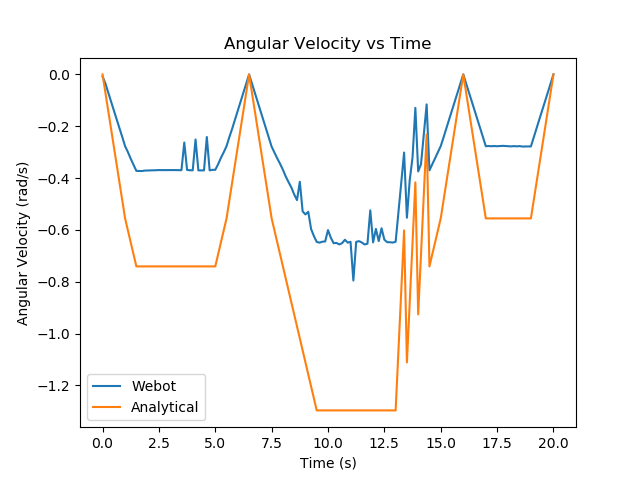 Angular Velocity vs Time
Angular Velocity (rad/s)
0.0
−0.2
−0.4
−0.6
−0.8
−1.0
−1.2
Webot
Analytical
0.0 2.5 5.0 7.5 10.0 12.5 15.0 17.5 20.0
Time (s)